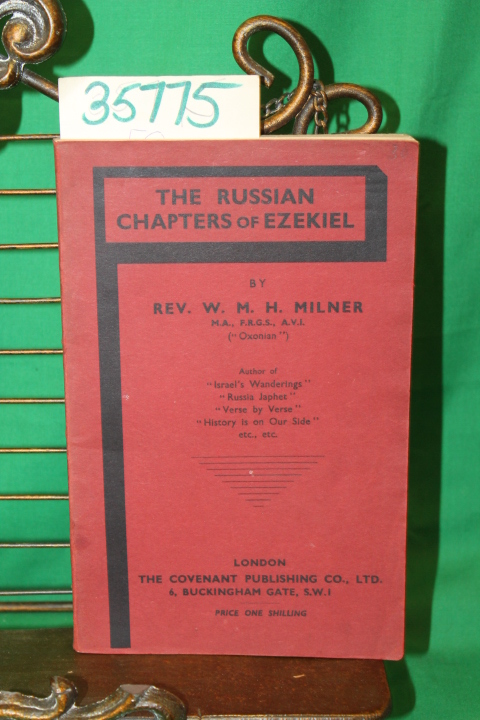 35775
THE RUSSIAN
CHAPTERS OF EZEKIEL
BY
REV. W. M. H. MILNER
M.A., F.R.G.S., A.V.I.
("Oxonian")
Author of
"Israel's Wanderings"
"Russia Japhet"
"Verse by Verse"
"History is on Our Side"
etc., etc.
LONDON
THE COVENANT PUBLISHING CO., LTD.
6, BUCKINGHAM GATE, S.W.1
PRICE ONE SHILLING